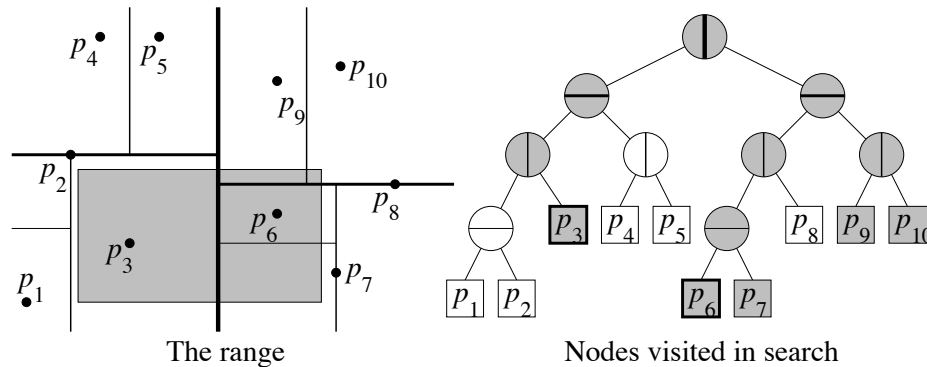 p4 p5
p10
p9
p2
p8
p6
p3
p7
p1
The range
p3 p4 p5 p8 p9 p10
p1 p2 p6 p7
Nodes visited in search